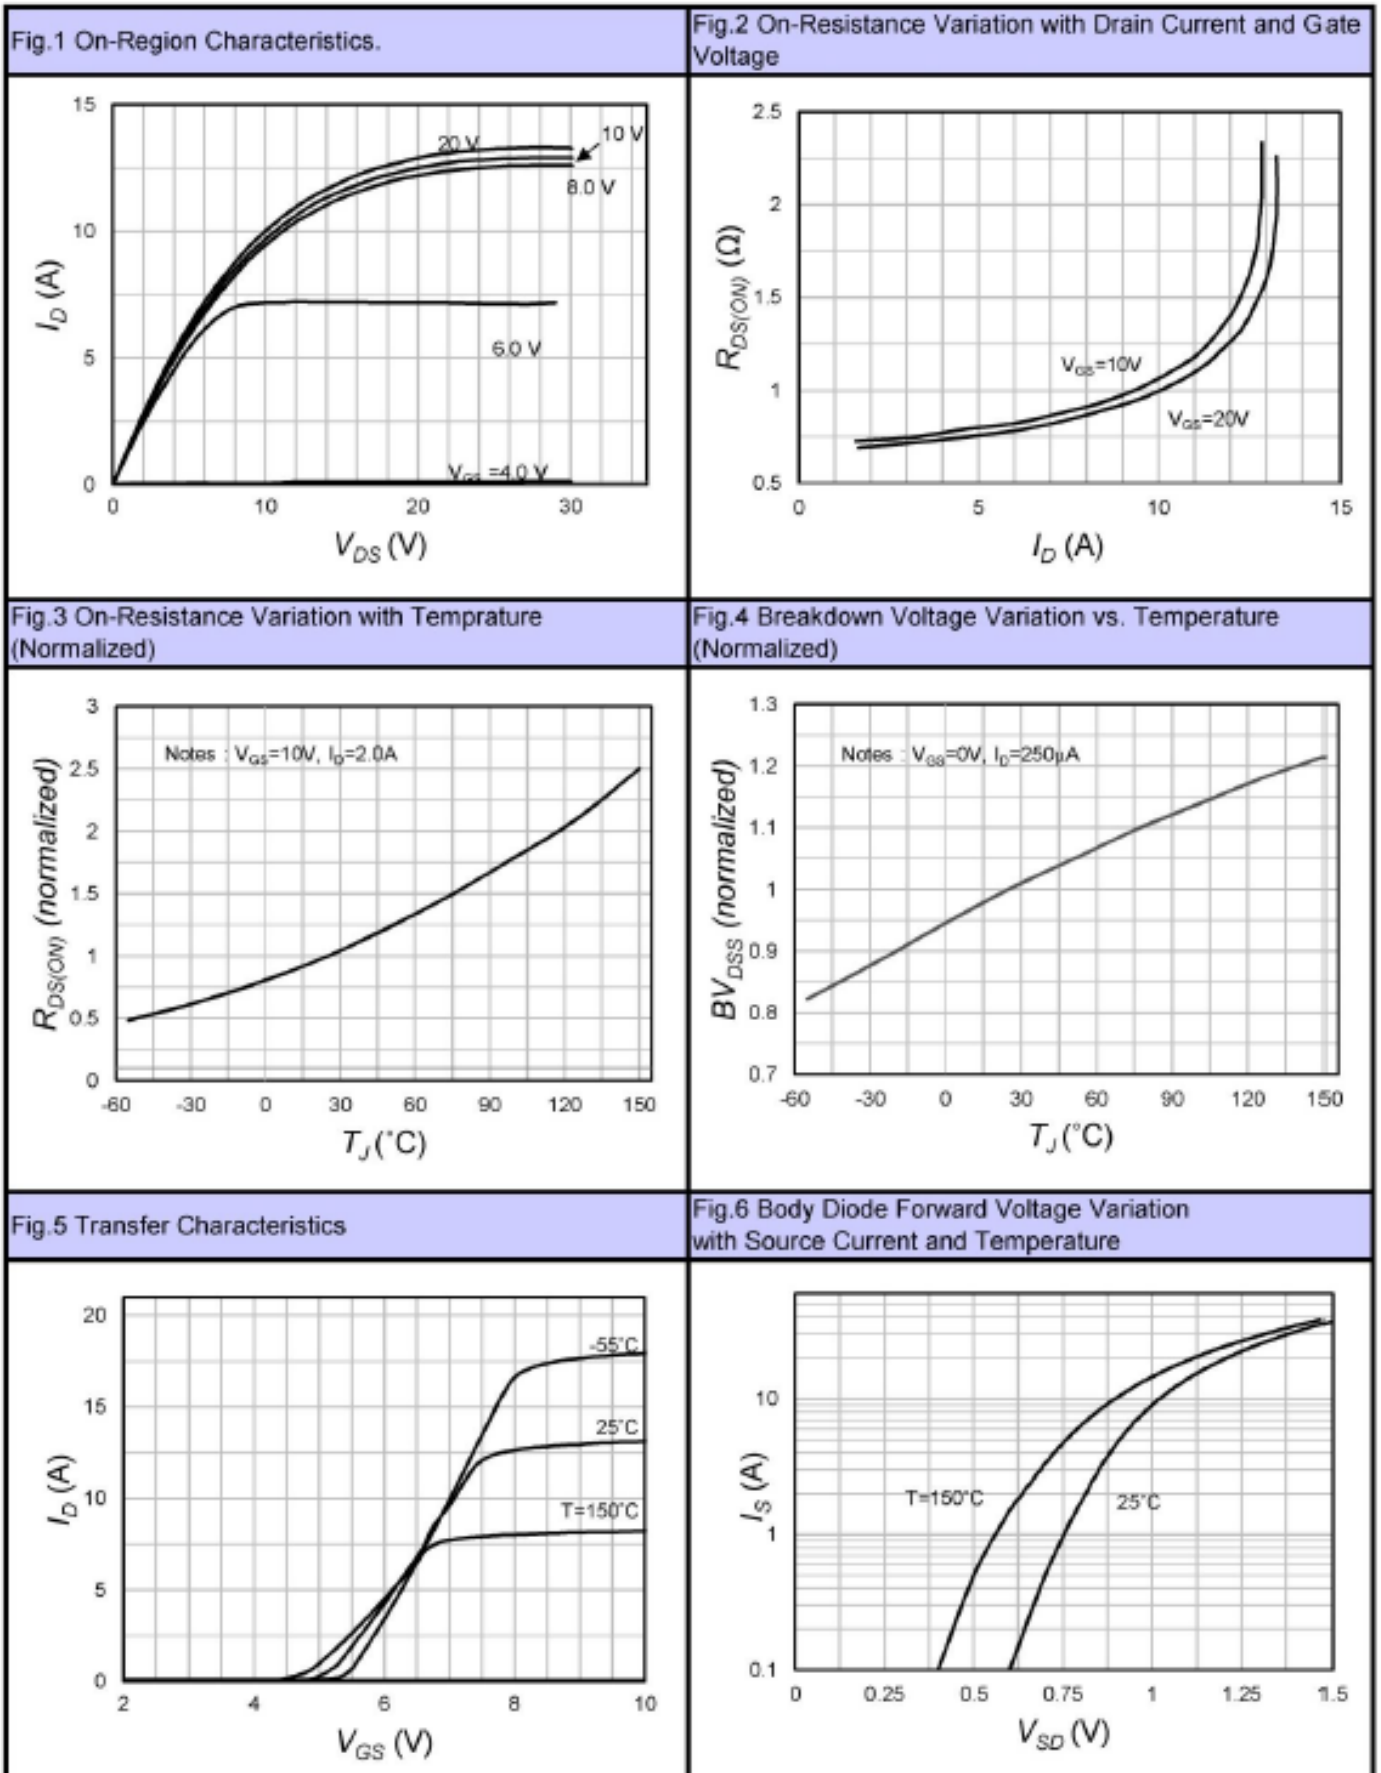 Fig.1 On-Region Characteristics.
Fig.2 On-Resistance Variation with Drain Current and Gate
Voltage
15
10
5
0
I_D (A)
20 V
10 V
8.0 V
6.0 V
V_GS =4.0 V
0
10
20
30
V_DS (V)
2.5
2
1.5
1
0.5
R_DS(ON) (Ω)
V_GS=10V
V_GS=20V
0
5
10
15
I_D (A)
Fig.3 On-Resistance Variation with Temprature
(Normalized)
Fig.4 Breakdown Voltage Variation vs. Temperature
(Normalized)
3
2.5
2
1.5
1
0.5
0
R_DS(ON) (normalized)
Notes : V_GS=10V, I_D=2.0A
-60
-30
0
30
60
90
120
150
T_J (˚C)
1.3
1.2
1.1
1
0.9
0.8
0.7
BV_DSS (normalized)
Notes : V_GS=0V, I_D=250μA
-60
-30
0
30
60
90
120
150
T_J (˚C)
Fig.5 Transfer Characteristics
Fig.6 Body Diode Forward Voltage Variation
with Source Current and Temperature
20
15
10
5
0
I_D (A)
-55˚C
25˚C
T=150˚C
2
4
6
8
10
V_GS (V)
10
1
0.1
I_S (A)
T=150˚C
25˚C
0
0.25
0.5
0.75
1
1.25
1.5
V_SD (V)